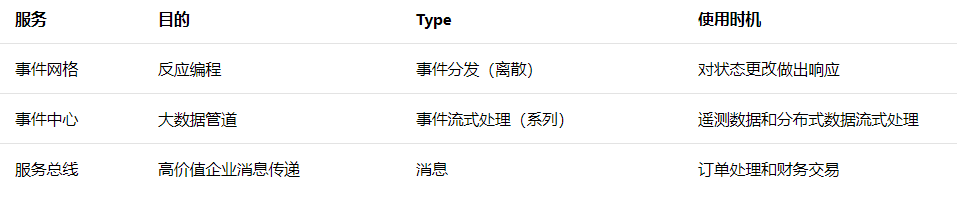 服务 目的 Type 使用时机
事件网格 反应编程 事件分发（离散） 对状态更改做出响应
事件中心 大数据管道 事件流式处理（系列） 遥测数据和分布式数据流式处理
服务总线 高价值企业消息传递 消息 订单处理和财务交易